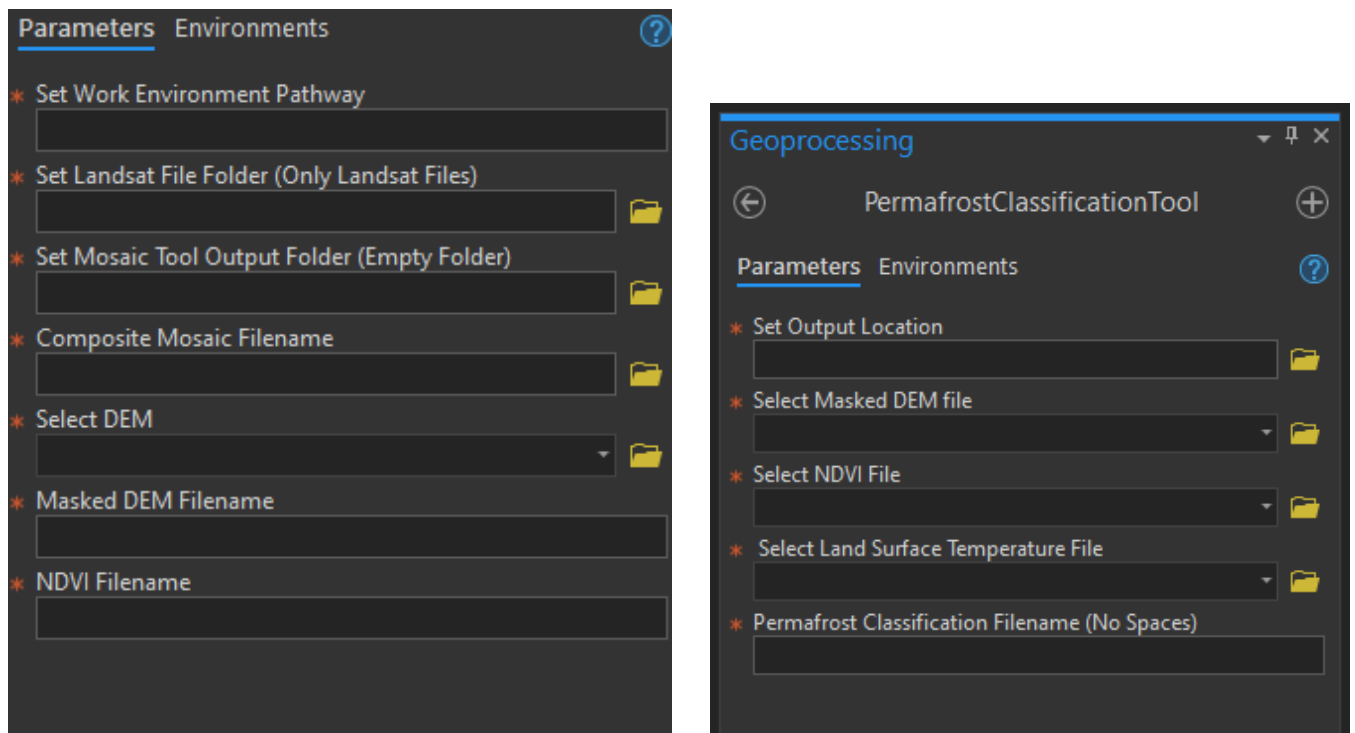 Parameters Environments ?
* Set Work Environment Pathway
* Set Landsat File Folder (Only Landsat Files)
* Set Mosaic Tool Output Folder (Empty Folder)
* Composite Mosaic Filename
* Select DEM
* Masked DEM Filename
* NDVI Filename
Geoprocessing
PermafrostClassificationTool
Parameters Environments ?
* Set Output Location
* Select Masked DEM file
* Select NDVI File
* Select Land Surface Temperature File
* Permafrost Classification Filename (No Spaces)